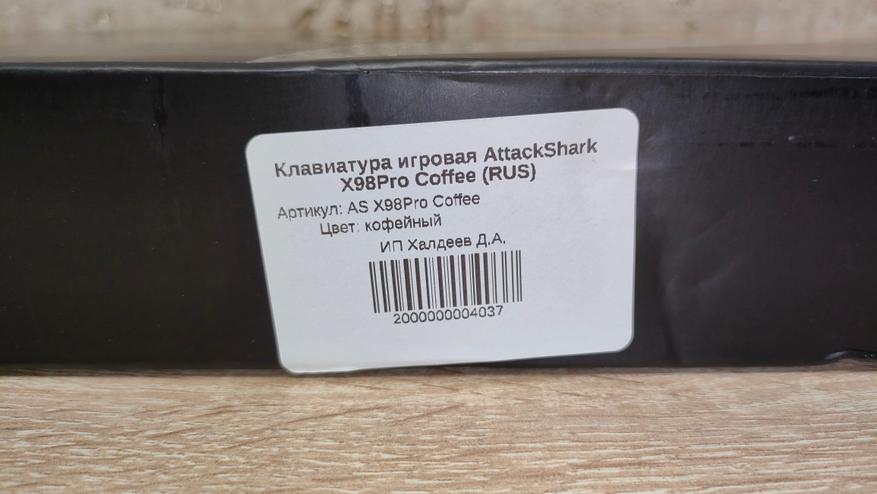 Клавиатура игровая AttackShark
X98Pro Coffee (RUS)
Артикул: AS X98Pro Coffee
Цвет: кофейный
ИП Халдеев Д.А.
2000000004037